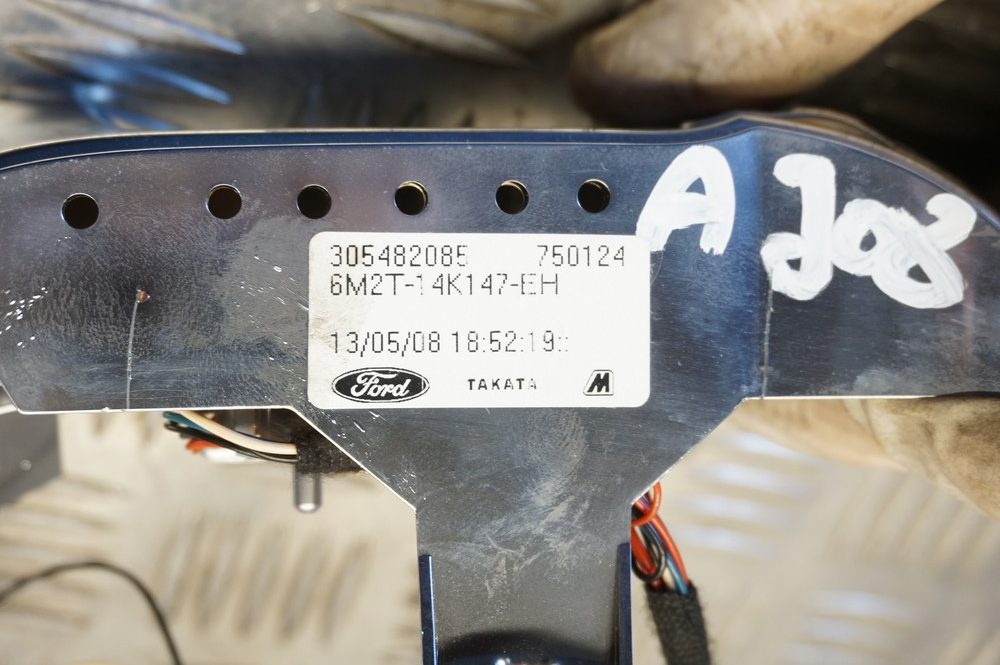 305482085 750124
6M2T-14K147-EH
13/05/08 18:52:19::
Ford TAKATA M
A J08